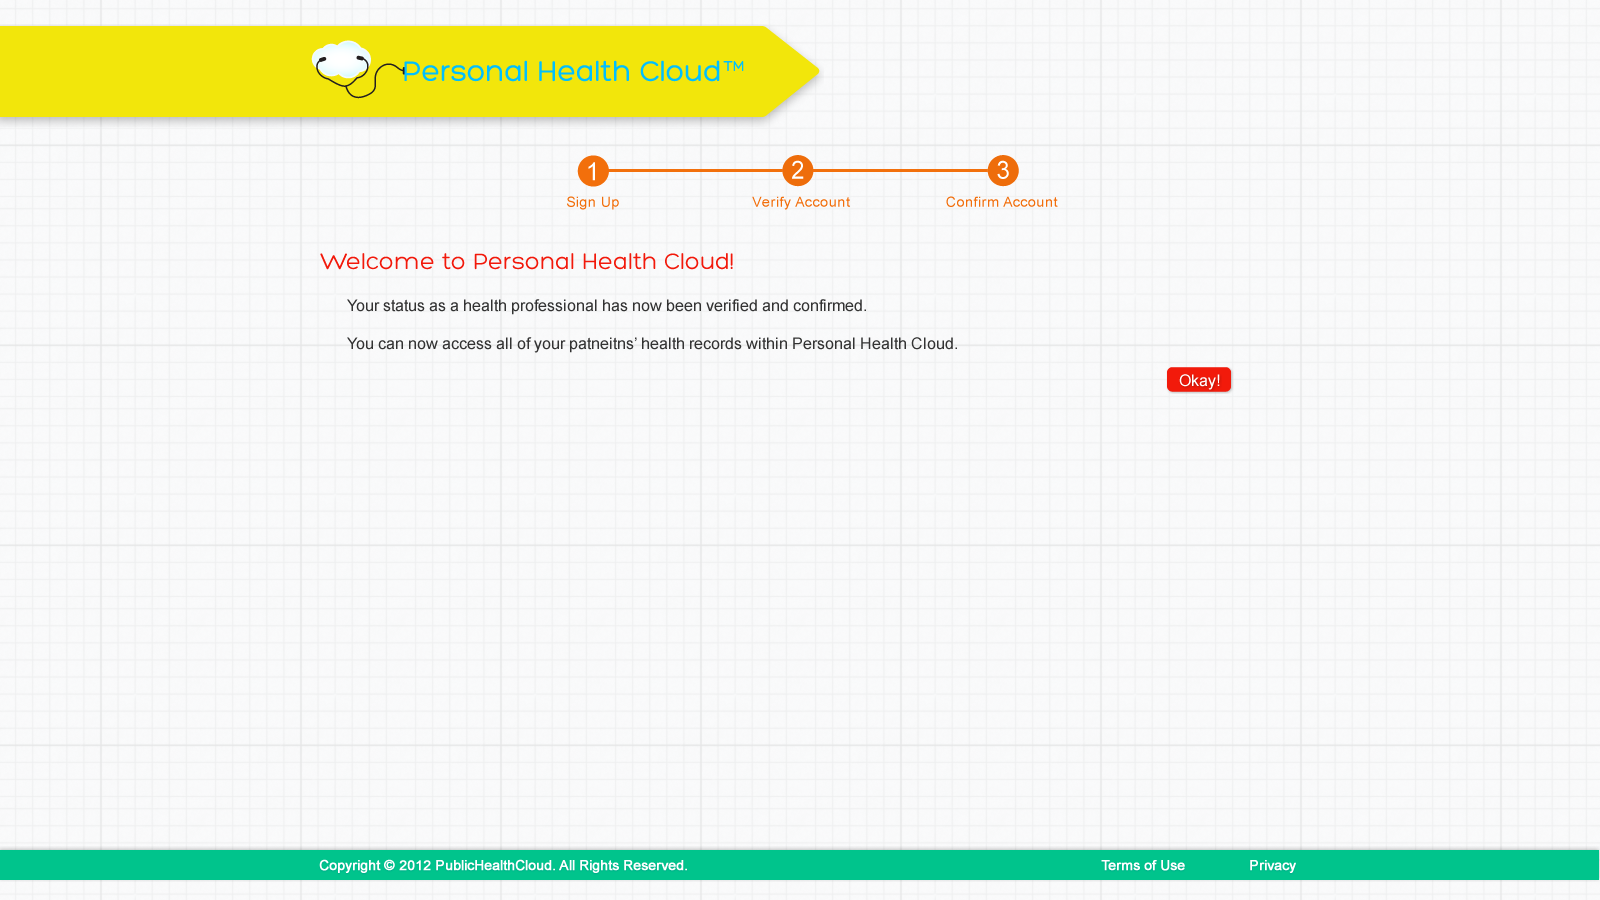 Personal Health Cloud™
1 2 3
Sign Up Verify Account Confirm Account
Welcome to Personal Health Cloud!
Your status as a health professional has now been verified and confirmed.
You can now access all of your patneitns’ health records within Personal Health Cloud.
Okay!
Copyright © 2012 PublicHealthCloud. All Rights Reserved. Terms of Use Privacy